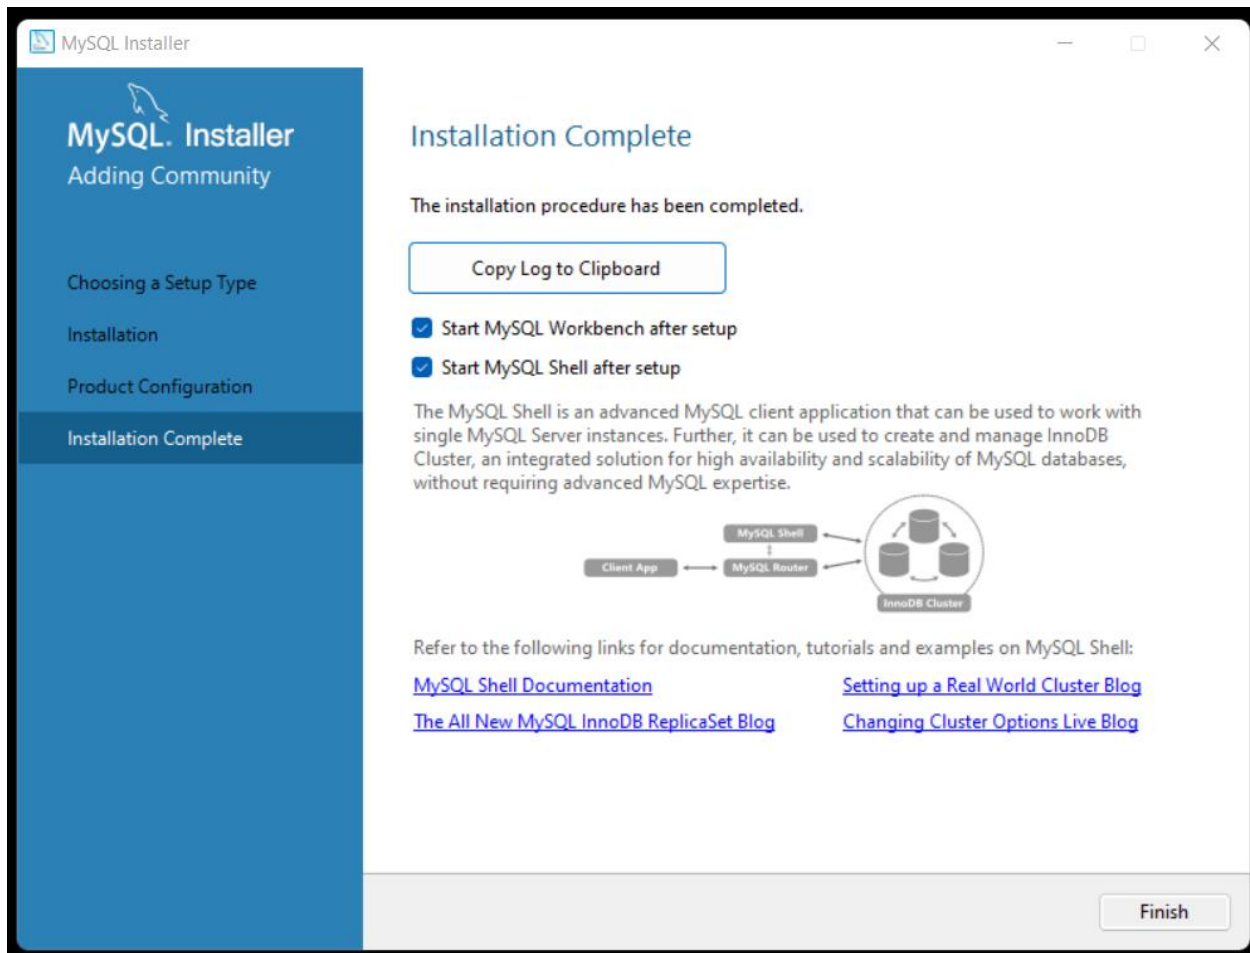 MySQL Installer
MySQL. Installer
Adding Community
Choosing a Setup Type
Installation
Product Configuration
Installation Complete
Installation Complete
The installation procedure has been completed.
Copy Log to Clipboard
Start MySQL Workbench after setup
Start MySQL Shell after setup
The MySQL Shell is an advanced MySQL client application that can be used to work with
single MySQL Server instances. Further, it can be used to create and manage InnoDB
Cluster, an integrated solution for high availability and scalability of MySQL databases,
without requiring advanced MySQL expertise.
MySQL Shell
Client App
MySQL Router
InnoDB Cluster
Refer to the following links for documentation, tutorials and examples on MySQL Shell:
MySQL Shell Documentation
Setting up a Real World Cluster Blog
The All New MySQL InnoDB ReplicaSet Blog
Changing Cluster Options Live Blog
Finish